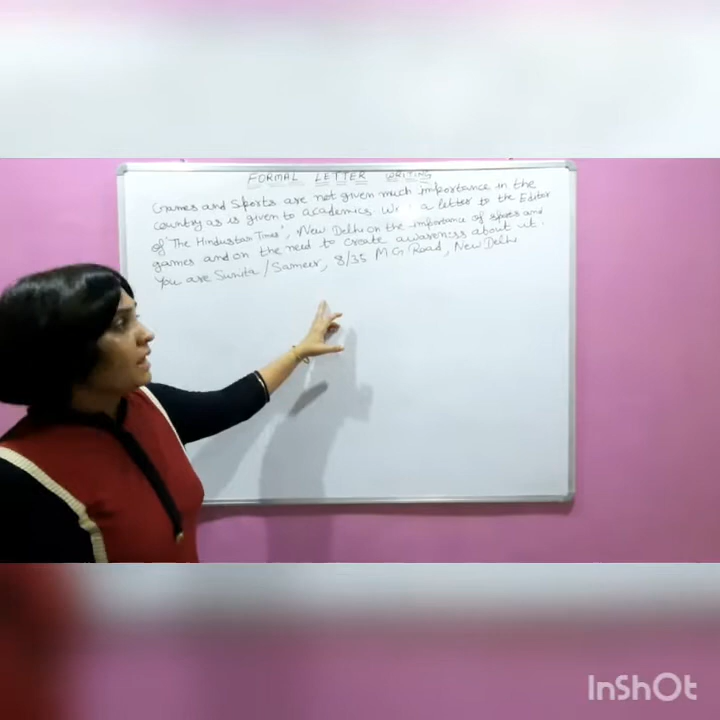 FORMAL LETTER WRITING
Games and Sports are not given much importance in the
country as is given to academics. a letter to the Editor
of 'The Hindustan Times', New Delhi on the importance of sports and
games and on the need to create awareness about it.
You are Sunita / Sameer, 8/35 M G Road, New Delhi
InShOt